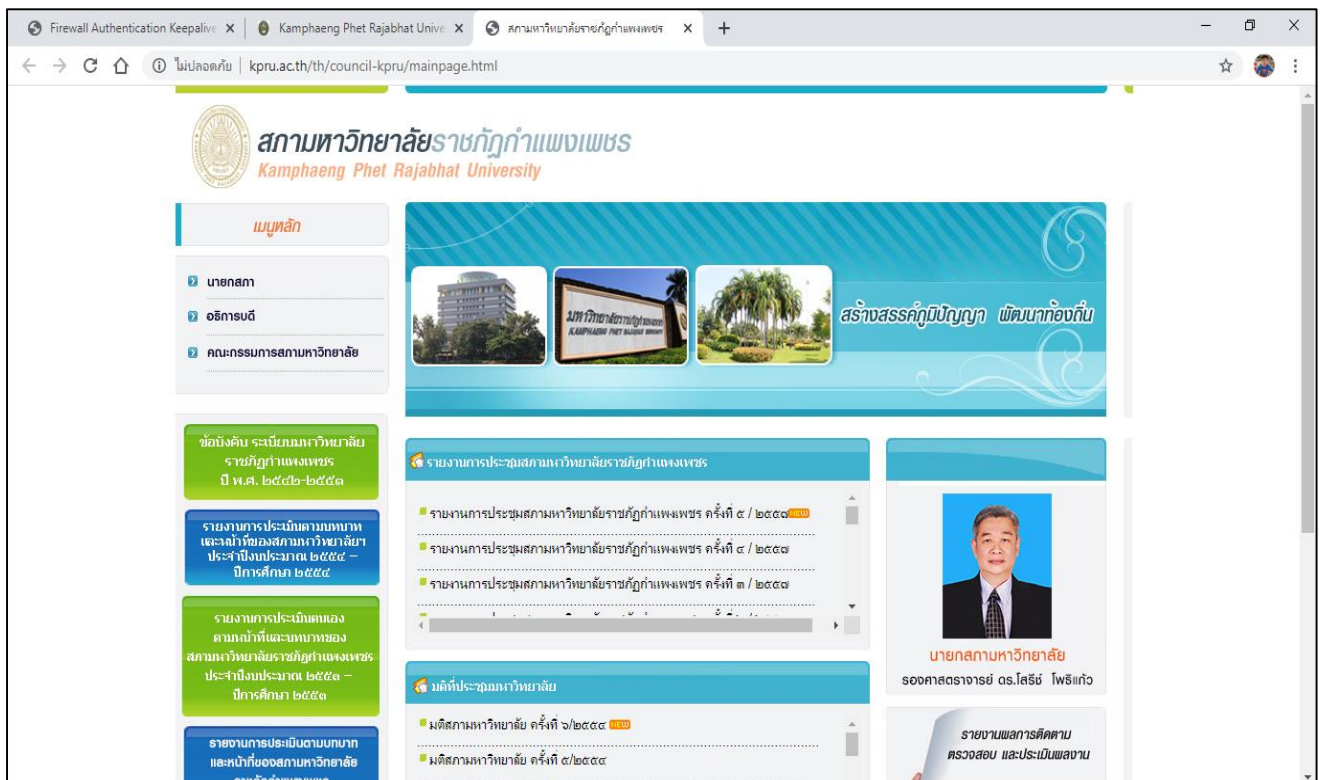 Firewall Authentication Keepalive
Kamphaeng Phet Rajabhat Unive
สภามหาวิทยาลัยราชภัฏกำแพงเพชร
ไม่ปลอดภัย | kpru.ac.th/th/council-kpru/mainpage.html
สภามหาวิทยาลัยราชภัฏกำแพงเพชร
Kamphaeng Phet Rajabhat University
เมนูหลัก
นายกสภา
อธิการบดี
คณะกรรมการสภามหาวิทยาลัย
มหาวิทยาลัยราชภัฏกำแพงเพชร
KAMPHAENG PHET RAJABHAT UNIVERSITY
สร้างสรรค์ภูมิปัญญา พัฒนาท้องถิ่น
ข้อบังคับ ระเบียบมหาวิทยาลัย
ราชภัฏกำแพงเพชร
ปี พ.ศ. ๒๕๔๒-๒๕๕๑
รายงานการประเมินตามบทบาท
และหน้าที่ของสภามหาวิทยาลัยฯ
ประจำปีงบประมาณ ๒๕๕๔ –
ปีการศึกษา ๒๕๕๔
รายงานการประเมินตนเอง
ตามหน้าที่และบทบาทของ
สภามหาวิทยาลัยราชภัฏกำแพงเพชร
ประจำปีงบประมาณ ๒๕๕๓ –
ปีการศึกษา ๒๕๕๓
รายงานการประเมินตามบทบาท
และหน้าที่ของสภามหาวิทยาลัย
รายงานการประชุมสภามหาวิทยาลัยราชภัฏกำแพงเพชร
รายงานการประชุมสภามหาวิทยาลัยราชภัฏกำแพงเพชร ครั้งที่ ๕ / ๒๕๕๗ NEW
รายงานการประชุมสภามหาวิทยาลัยราชภัฏกำแพงเพชร ครั้งที่ ๔ / ๒๕๕๗
รายงานการประชุมสภามหาวิทยาลัยราชภัฏกำแพงเพชร ครั้งที่ ๓ / ๒๕๕๗
มติที่ประชุมมหาวิทยาลัย
มติสภามหาวิทยาลัย ครั้งที่ ๖/๒๕๕๔ NEW
มติสภามหาวิทยาลัย ครั้งที่ ๕/๒๕๕๔
นายกสภามหาวิทยาลัย
รองศาสตราจารย์ ดร.โสรีช์ โพธิแก้ว
รายงานผลการติดตาม
ตรวจสอบ และประเมินผลงาน